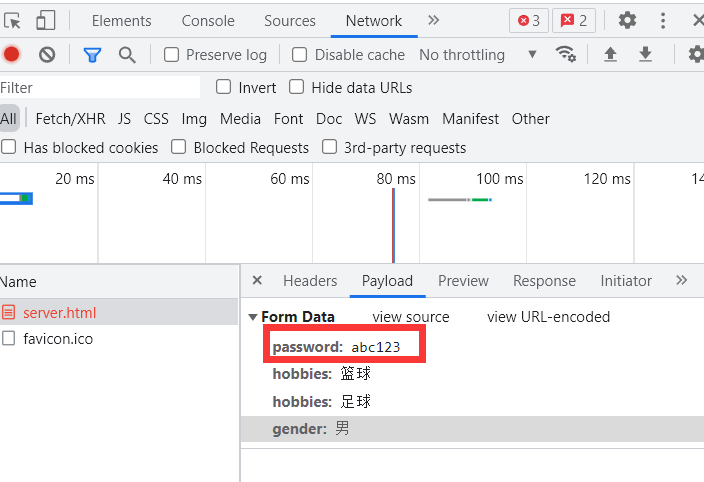 Elements Console Sources Network 3 2
Preserve log Disable cache No throttling
Filter Invert Hide data URLs
All Fetch/XHR JS CSS Img Media Font Doc WS Wasm Manifest Other
Has blocked cookies Blocked Requests 3rd-party requests
20 ms 40 ms 60 ms 80 ms 100 ms 120 ms 14
Name Headers Payload Preview Response Initiator
server.html
favicon.ico
Form Data view source view URL-encoded
password: abc123
hobbies: 篮球
hobbies: 足球
gender: 男